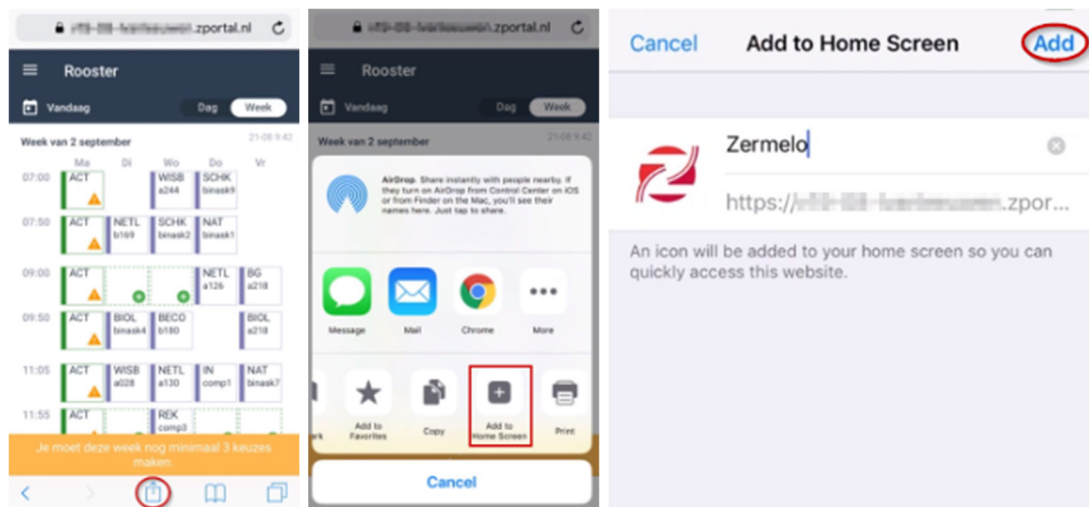 .zportal.nl
Rooster
Vandaag
Dag Week
Week van 2 september
21-08 9:42
Ma Di Wo Do Vr
07:00 ACT WISB SCHK
a244 binask9
07:50 ACT NETL SCHK NAT
b169 binask2 binask1
09:00 ACT NETL BG
a126 a218
09:50 ACT BIOL BECO BIOL
binask4 b180 a218
11:05 ACT WISB NETL IN NAT
a028 a130 comp1 binask7
11:55 ACT REK
comp3
Je moet deze week nog minimaal 3 keuzes
maken.
.zportal.nl
Rooster
Vandaag
Dag Week
Week van 2 september
21-08 9:42
AirDrop. Share instantly with people nearby. If
they turn on AirDrop from Control Center on iOS
or from Finder on the Mac, you'll see their
names here. Just tap to share.
Message Mail Chrome More
Add to
Favorites
Copy
Add to
Home Screen
Print
Cancel
Cancel Add to Home Screen Add
Zermelo
https:// .zpor...
An icon will be added to your home screen so you can
quickly access this website.